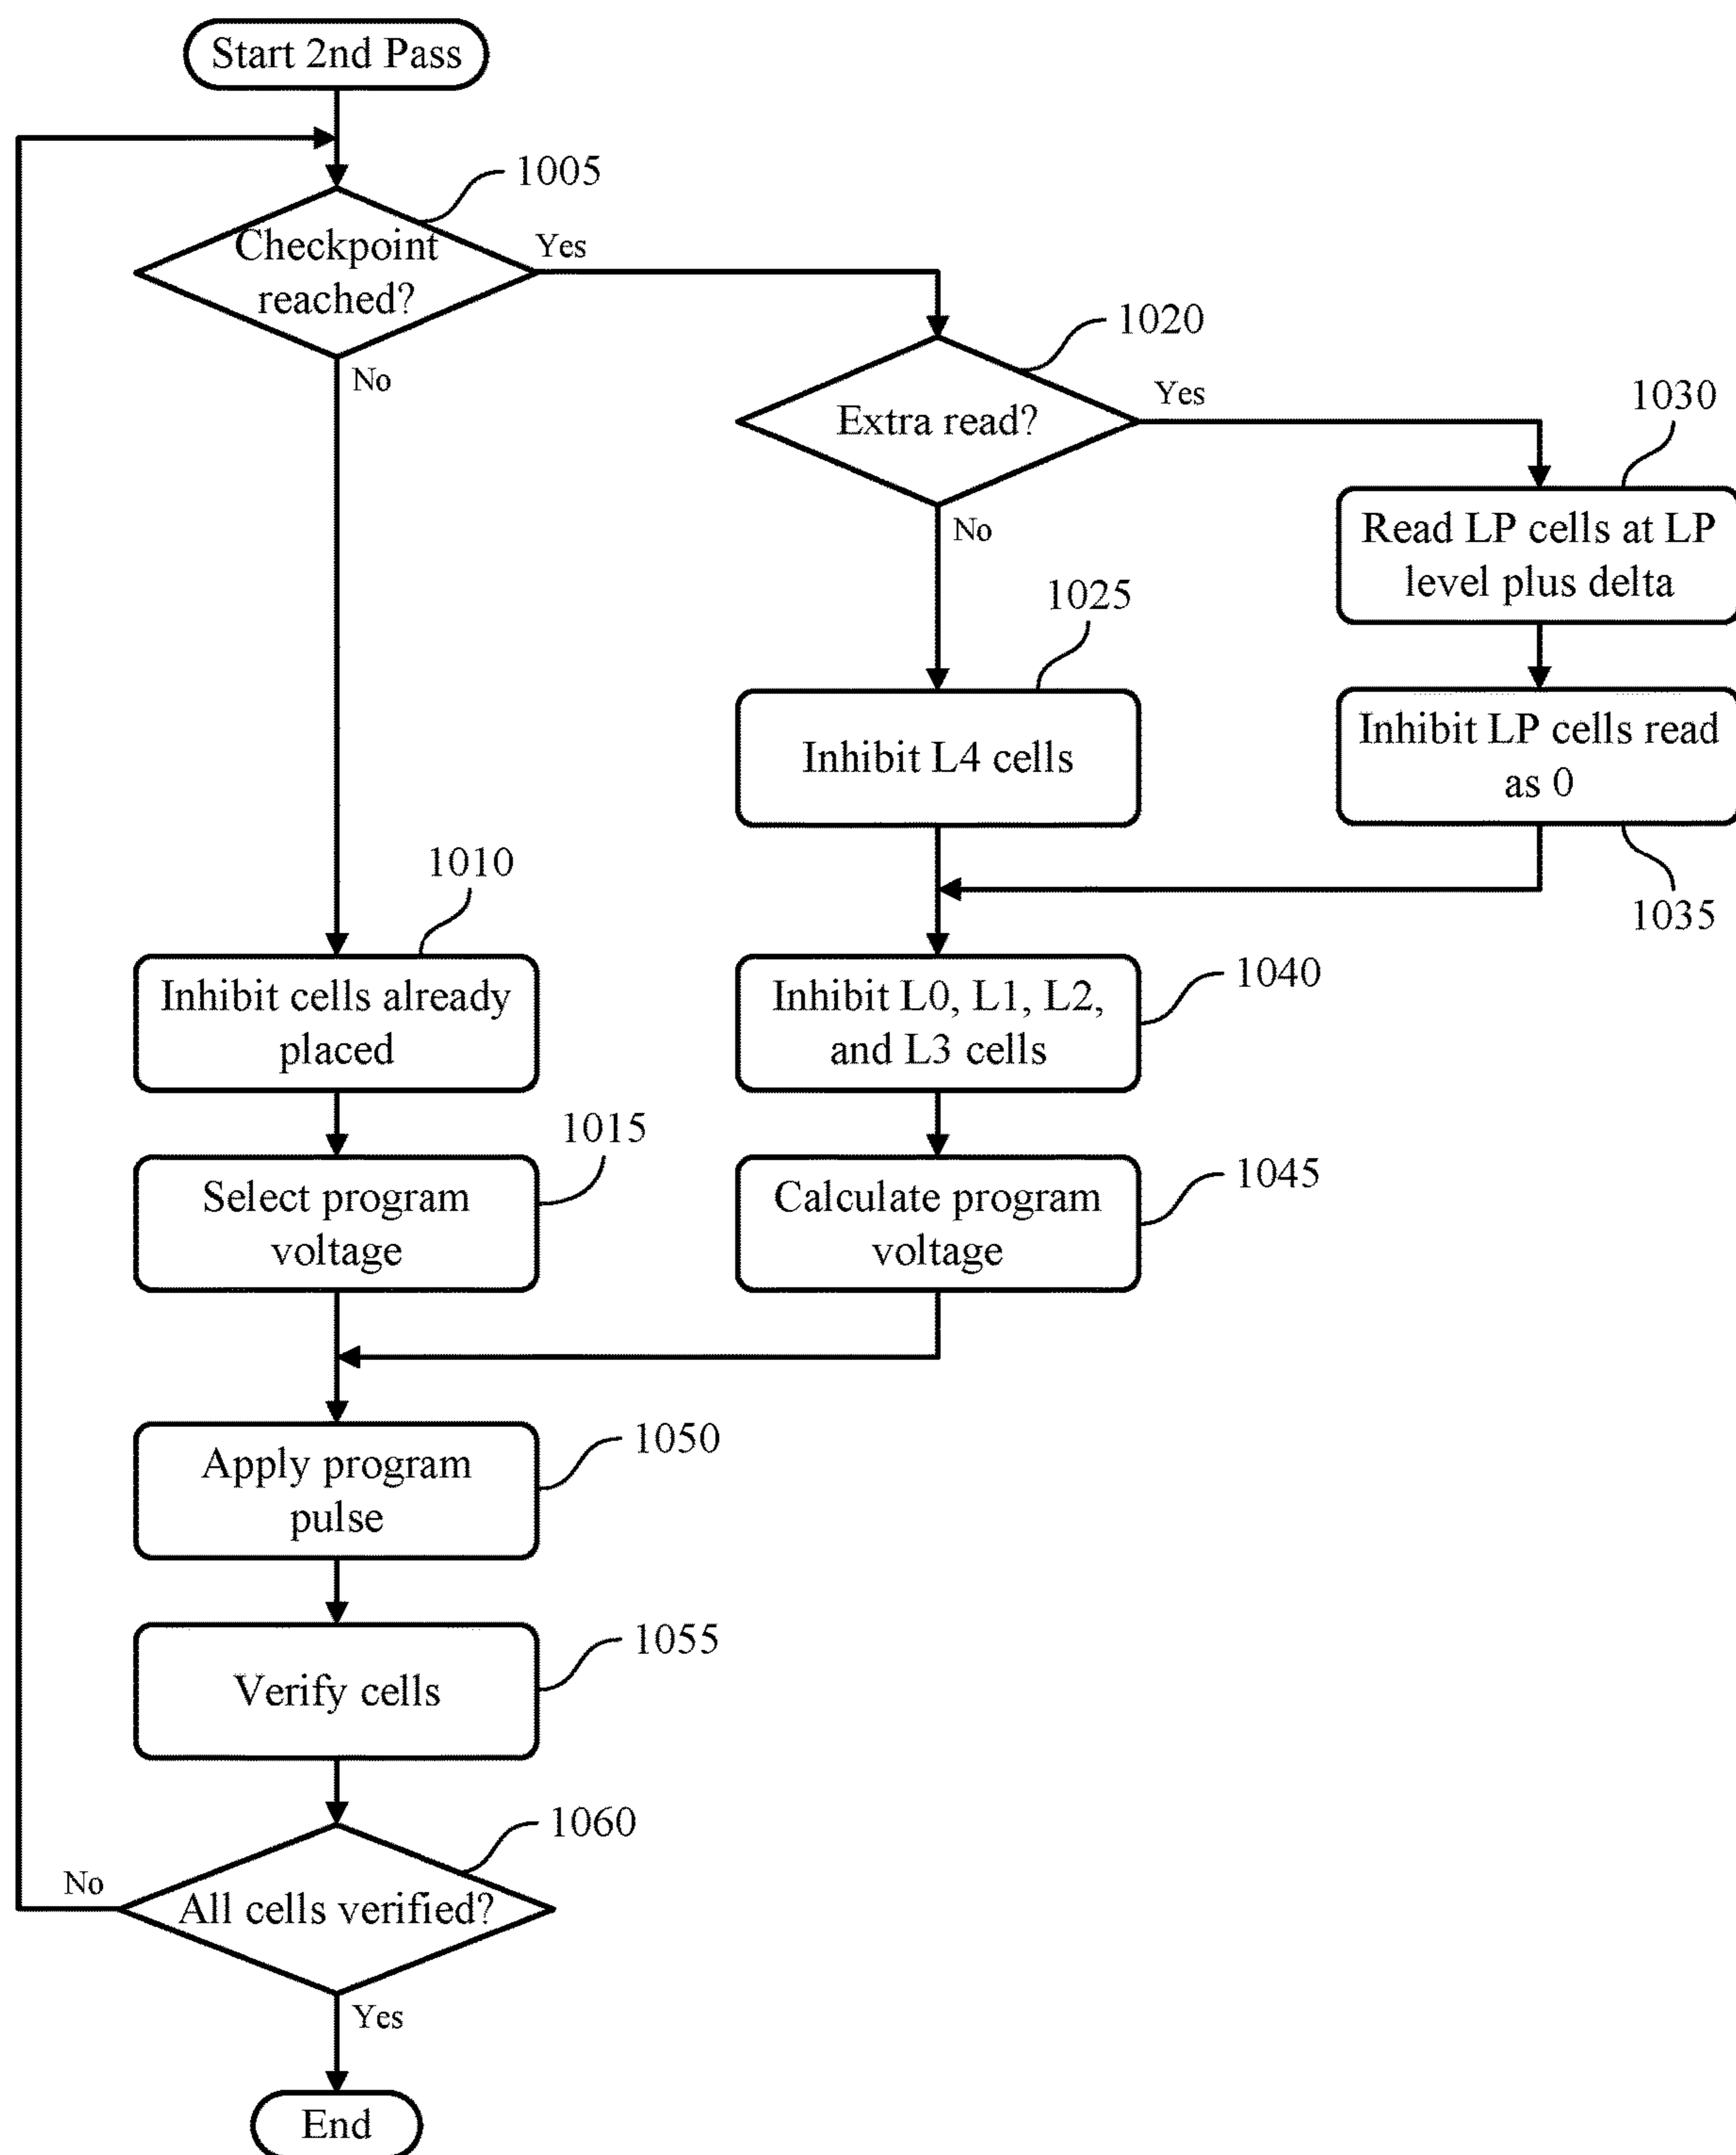 Start 2nd Pass
1005
Checkpoint
reached?
Yes
No
1020
Extra read?
Yes
No
1030
Read LP cells at LP
level plus delta
1025
Inhibit L4 cells
Inhibit LP cells read
as 0
1035
1010
Inhibit cells already
placed
1040
Inhibit L0, L1, L2,
and L3 cells
1015
Select program
voltage
1045
Calculate program
voltage
1050
Apply program
pulse
1055
Verify cells
1060
All cells verified?
No
Yes
End